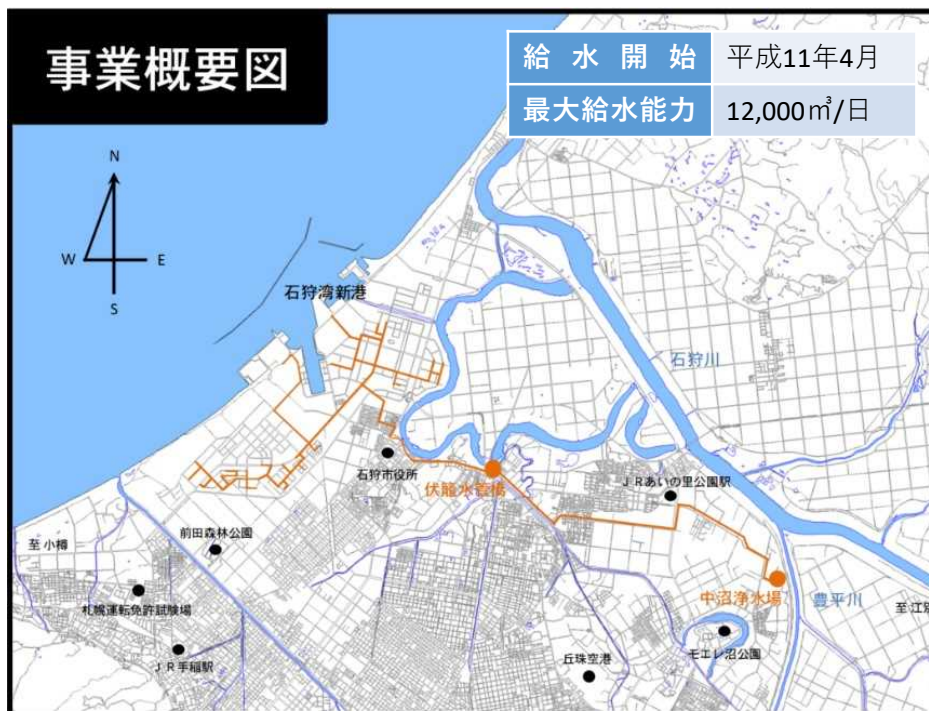 事業概要図
給水開始 平成11年4月
最大給水能力 12,000㎥/日
N
W E
S
石狩湾新港
石狩川
石狩市役所
伏籠水管橋
JRあいの里公園駅
前田森林公園
至 小樽
札幌運転免許試験場
中沼浄水場
豊平川
至 江別
JR手稲駅
丘珠空港
モエレ沼公園